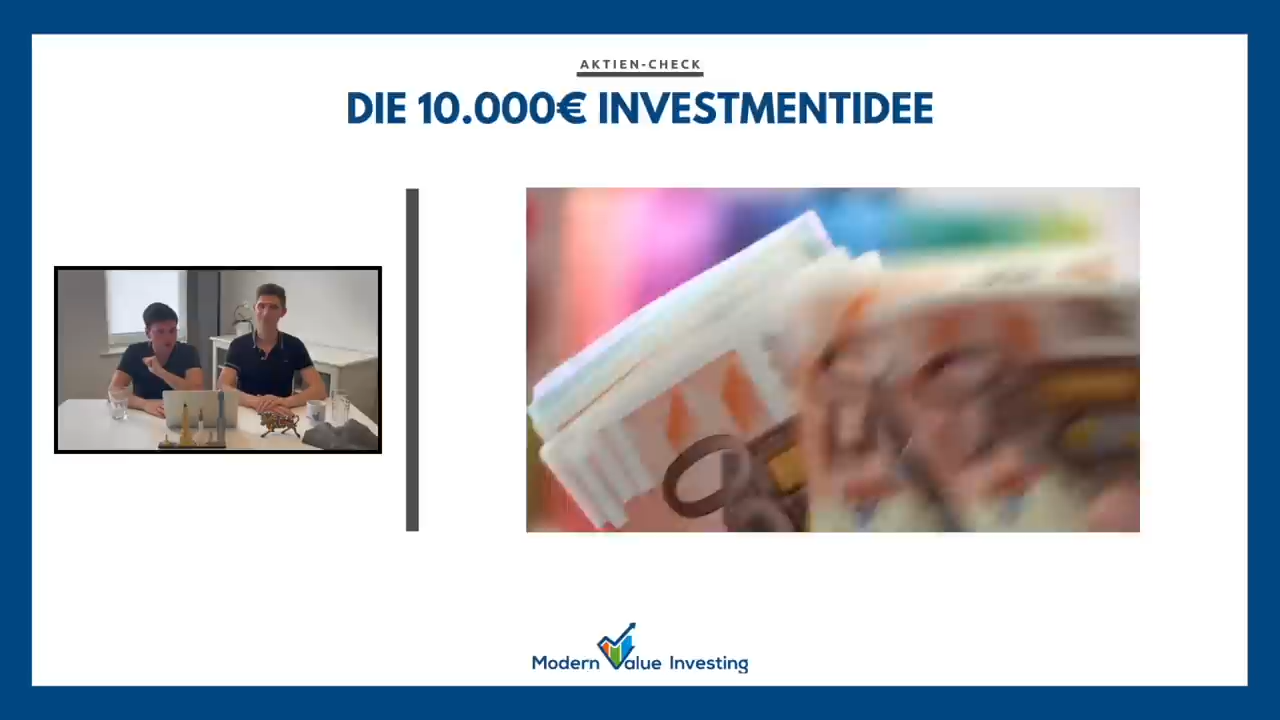 AKTIEN-CHECK
DIE 10.000€ INVESTMENTIDEE
Modern Value Investing